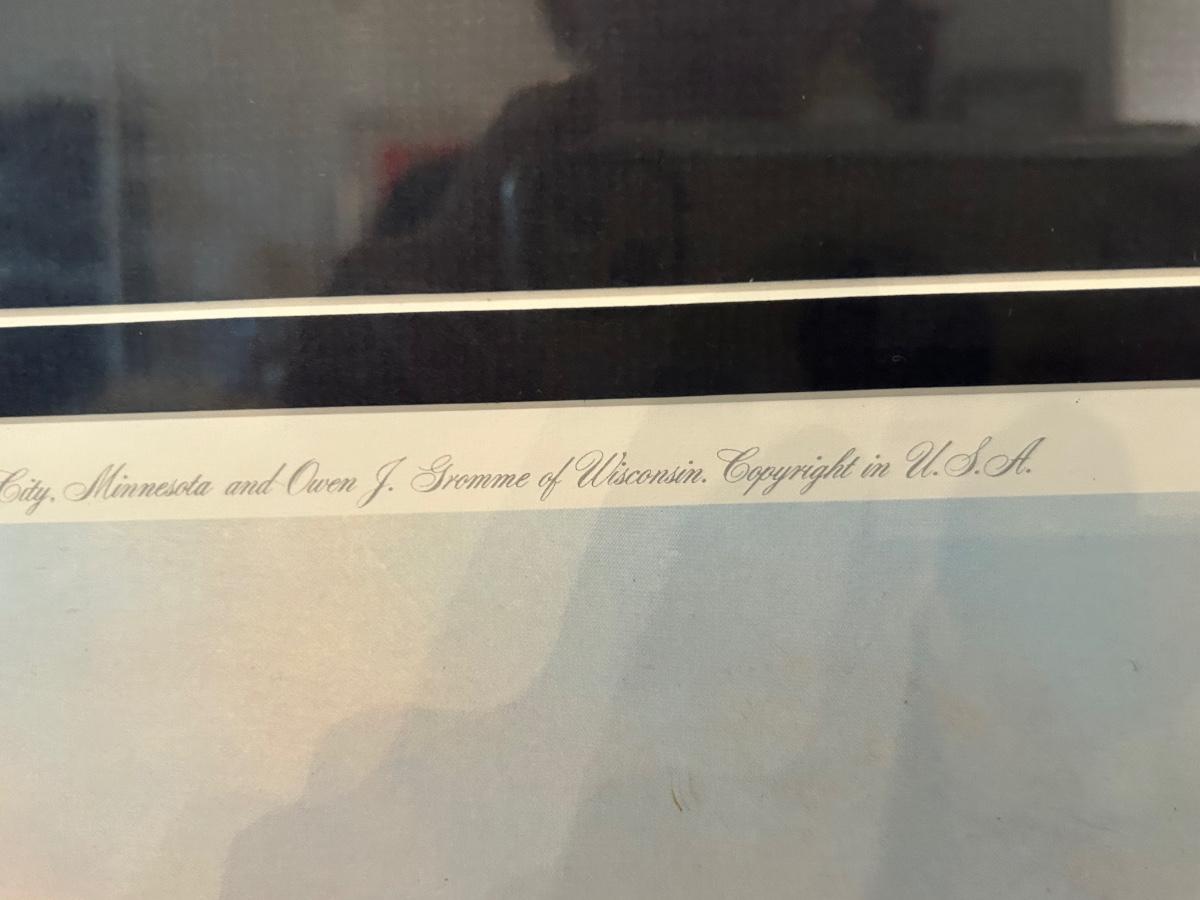 City, Minnesota and Owen J. Gromme of Wisconsin. Copyright in U.S.A.